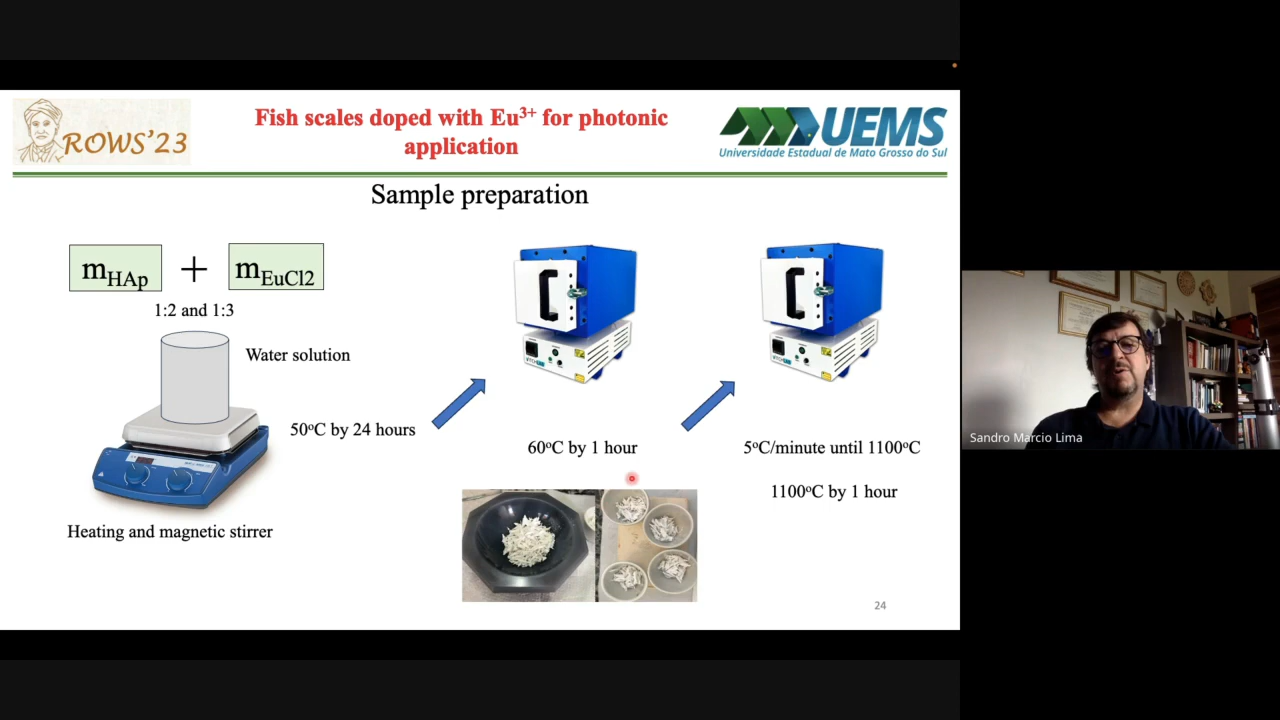 ROWS'23
Fish scales doped with Eu³⁺ for photonic
application
UEMS
Universidade Estadual de Mato Grosso do Sul
Sample preparation
mHAp + mEuCl2
1:2 and 1:3
Water solution
50ºC by 24 hours
60ºC by 1 hour
5ºC/minute until 1100ºC
1100ºC by 1 hour
Heating and magnetic stirrer
24
Sandro Marcio Lima